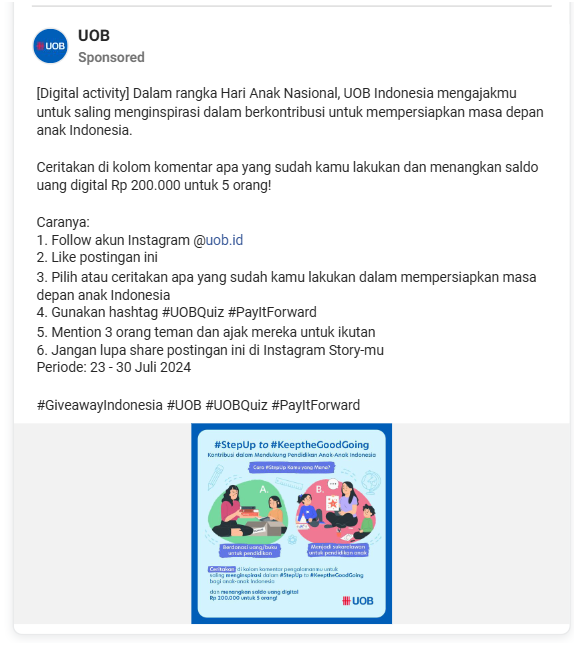 UOB
UOB
Sponsored
[Digital activity] Dalam rangka Hari Anak Nasional, UOB Indonesia mengajakmu
untuk saling menginspirasi dalam berkontribusi untuk mempersiapkan masa depan
anak Indonesia.
Ceritakan di kolom komentar apa yang sudah kamu lakukan dan menangkan saldo
uang digital Rp 200.000 untuk 5 orang!
Caranya:
1. Follow akun Instagram @uob.id
2. Like postingan ini
3. Pilih atau ceritakan apa yang sudah kamu lakukan dalam mempersiapkan masa
depan anak Indonesia
4. Gunakan hashtag #UOBQuiz #PayItForward
5. Mention 3 orang teman dan ajak mereka untuk ikutan
6. Jangan lupa share postingan ini di Instagram Story-mu
Periode: 23 - 30 Juli 2024
#GiveawayIndonesia #UOB #UOBQuiz #PayItForward
#StepUp to #KeeptheGoodGoing
Kontribusi dalam Mendukung Pendidikan Anak-Anak Indonesia
Cara #StepUp Kamu yang Mana?
A.
B.
Berdonasi uang/buku
untuk pendidikan
Menjadi sukarelawan
untuk pendidikan anak
Ceritakan di kolom komentar pengalamanmu untuk
saling menginspirasi dalam #StepUp to #KeeptheGoodGoing
bagi anak-anak Indonesia
dan menangkan saldo uang digital
Rp 200.000 untuk 5 orang!
UOB